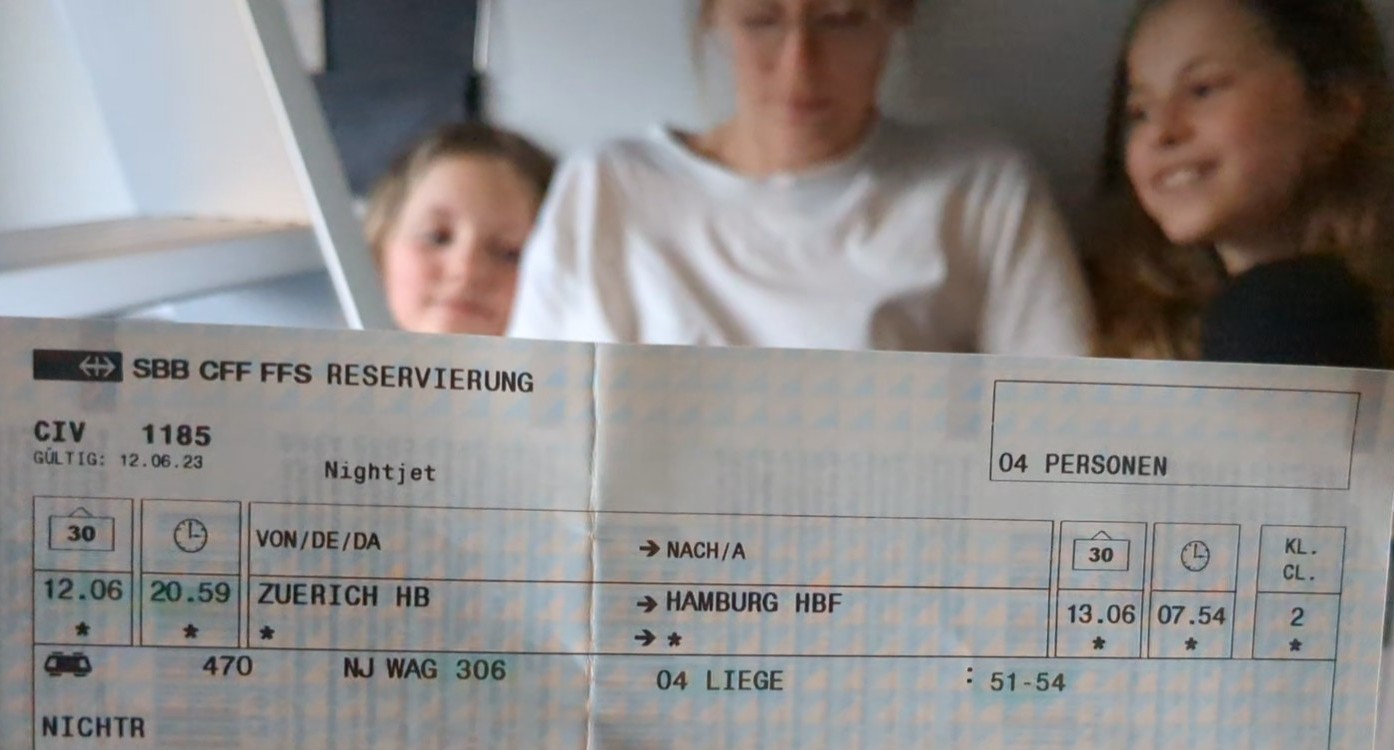 SBB CFF FFS RESERVIERUNG
CIV 1185
GÜLTIG: 12.06.23
Nightjet
04 PERSONEN
30 VON/DE/DA → NACH/A 30 KL.
CL.
12.06 20.59 ZUERICH HB → HAMBURG HBF 13.06 07.54 2
* * * → * * * *
470 NJ WAG 306 04 LIEGE : 51-54
NICHTR